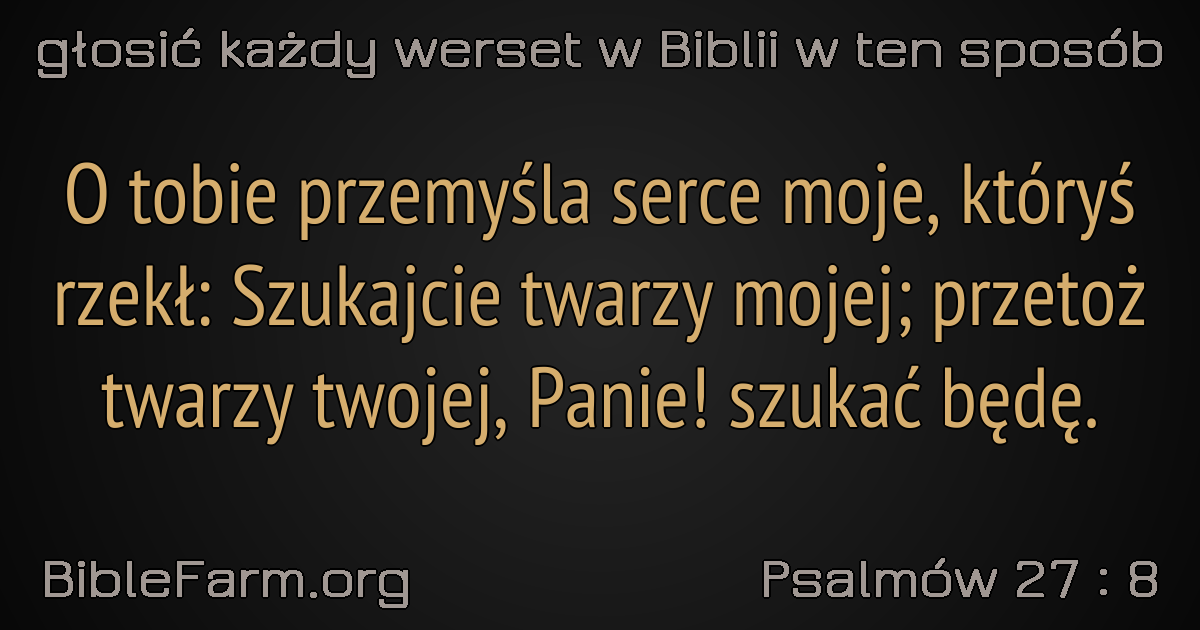 głosić każdy werset w Biblii w ten sposób
O tobie przemyśla serce moje, któryś
rzekł: Szukajcie twarzy mojej; przetoż
twarzy twojej, Panie! szukać będę.
BibleFarm.org
Psalmów 27 : 8